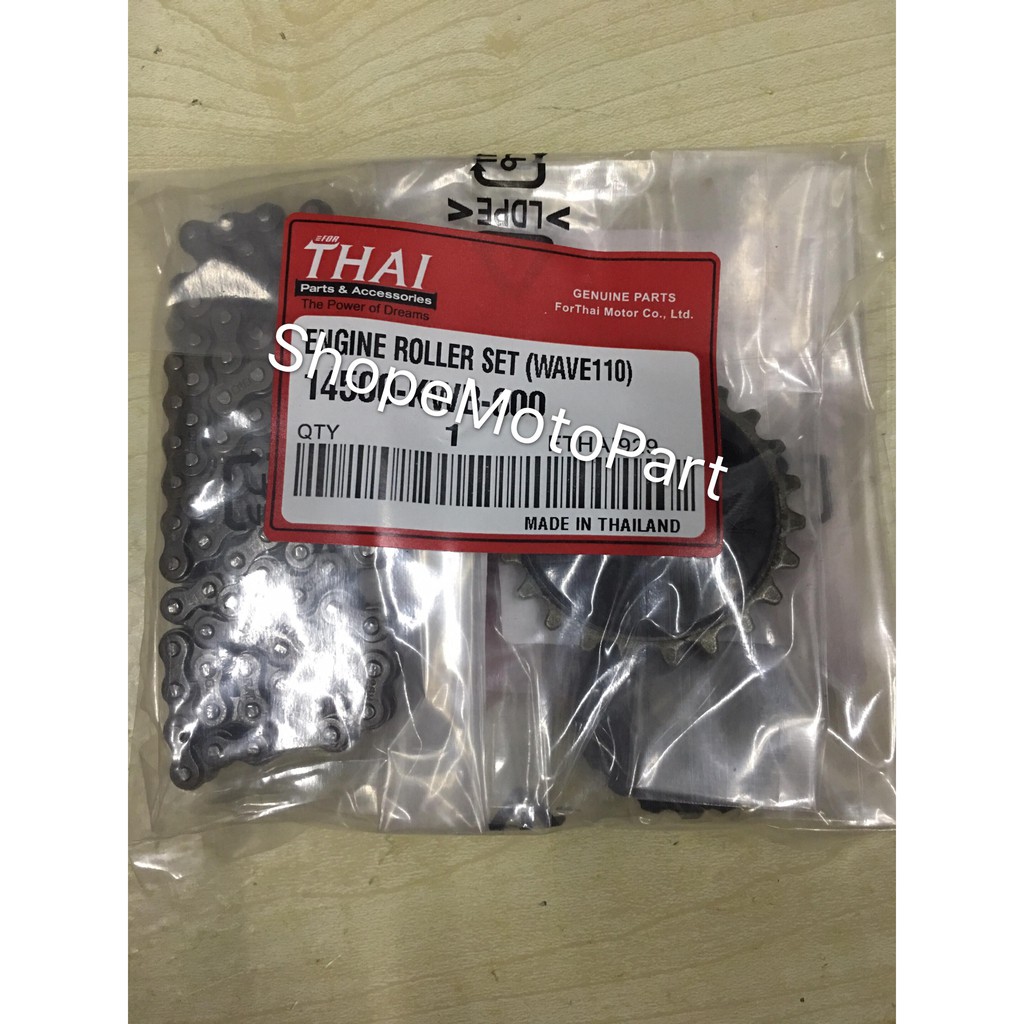 >LDPE<
FOR
THAI
Parts & Accessories
The Power of Dreams
GENUINE PARTS
ForThai Motor Co., Ltd.
ENGINE ROLLER SET (WAVE110)
QTY 1
MADE IN THAILAND
ShopeMotoPart